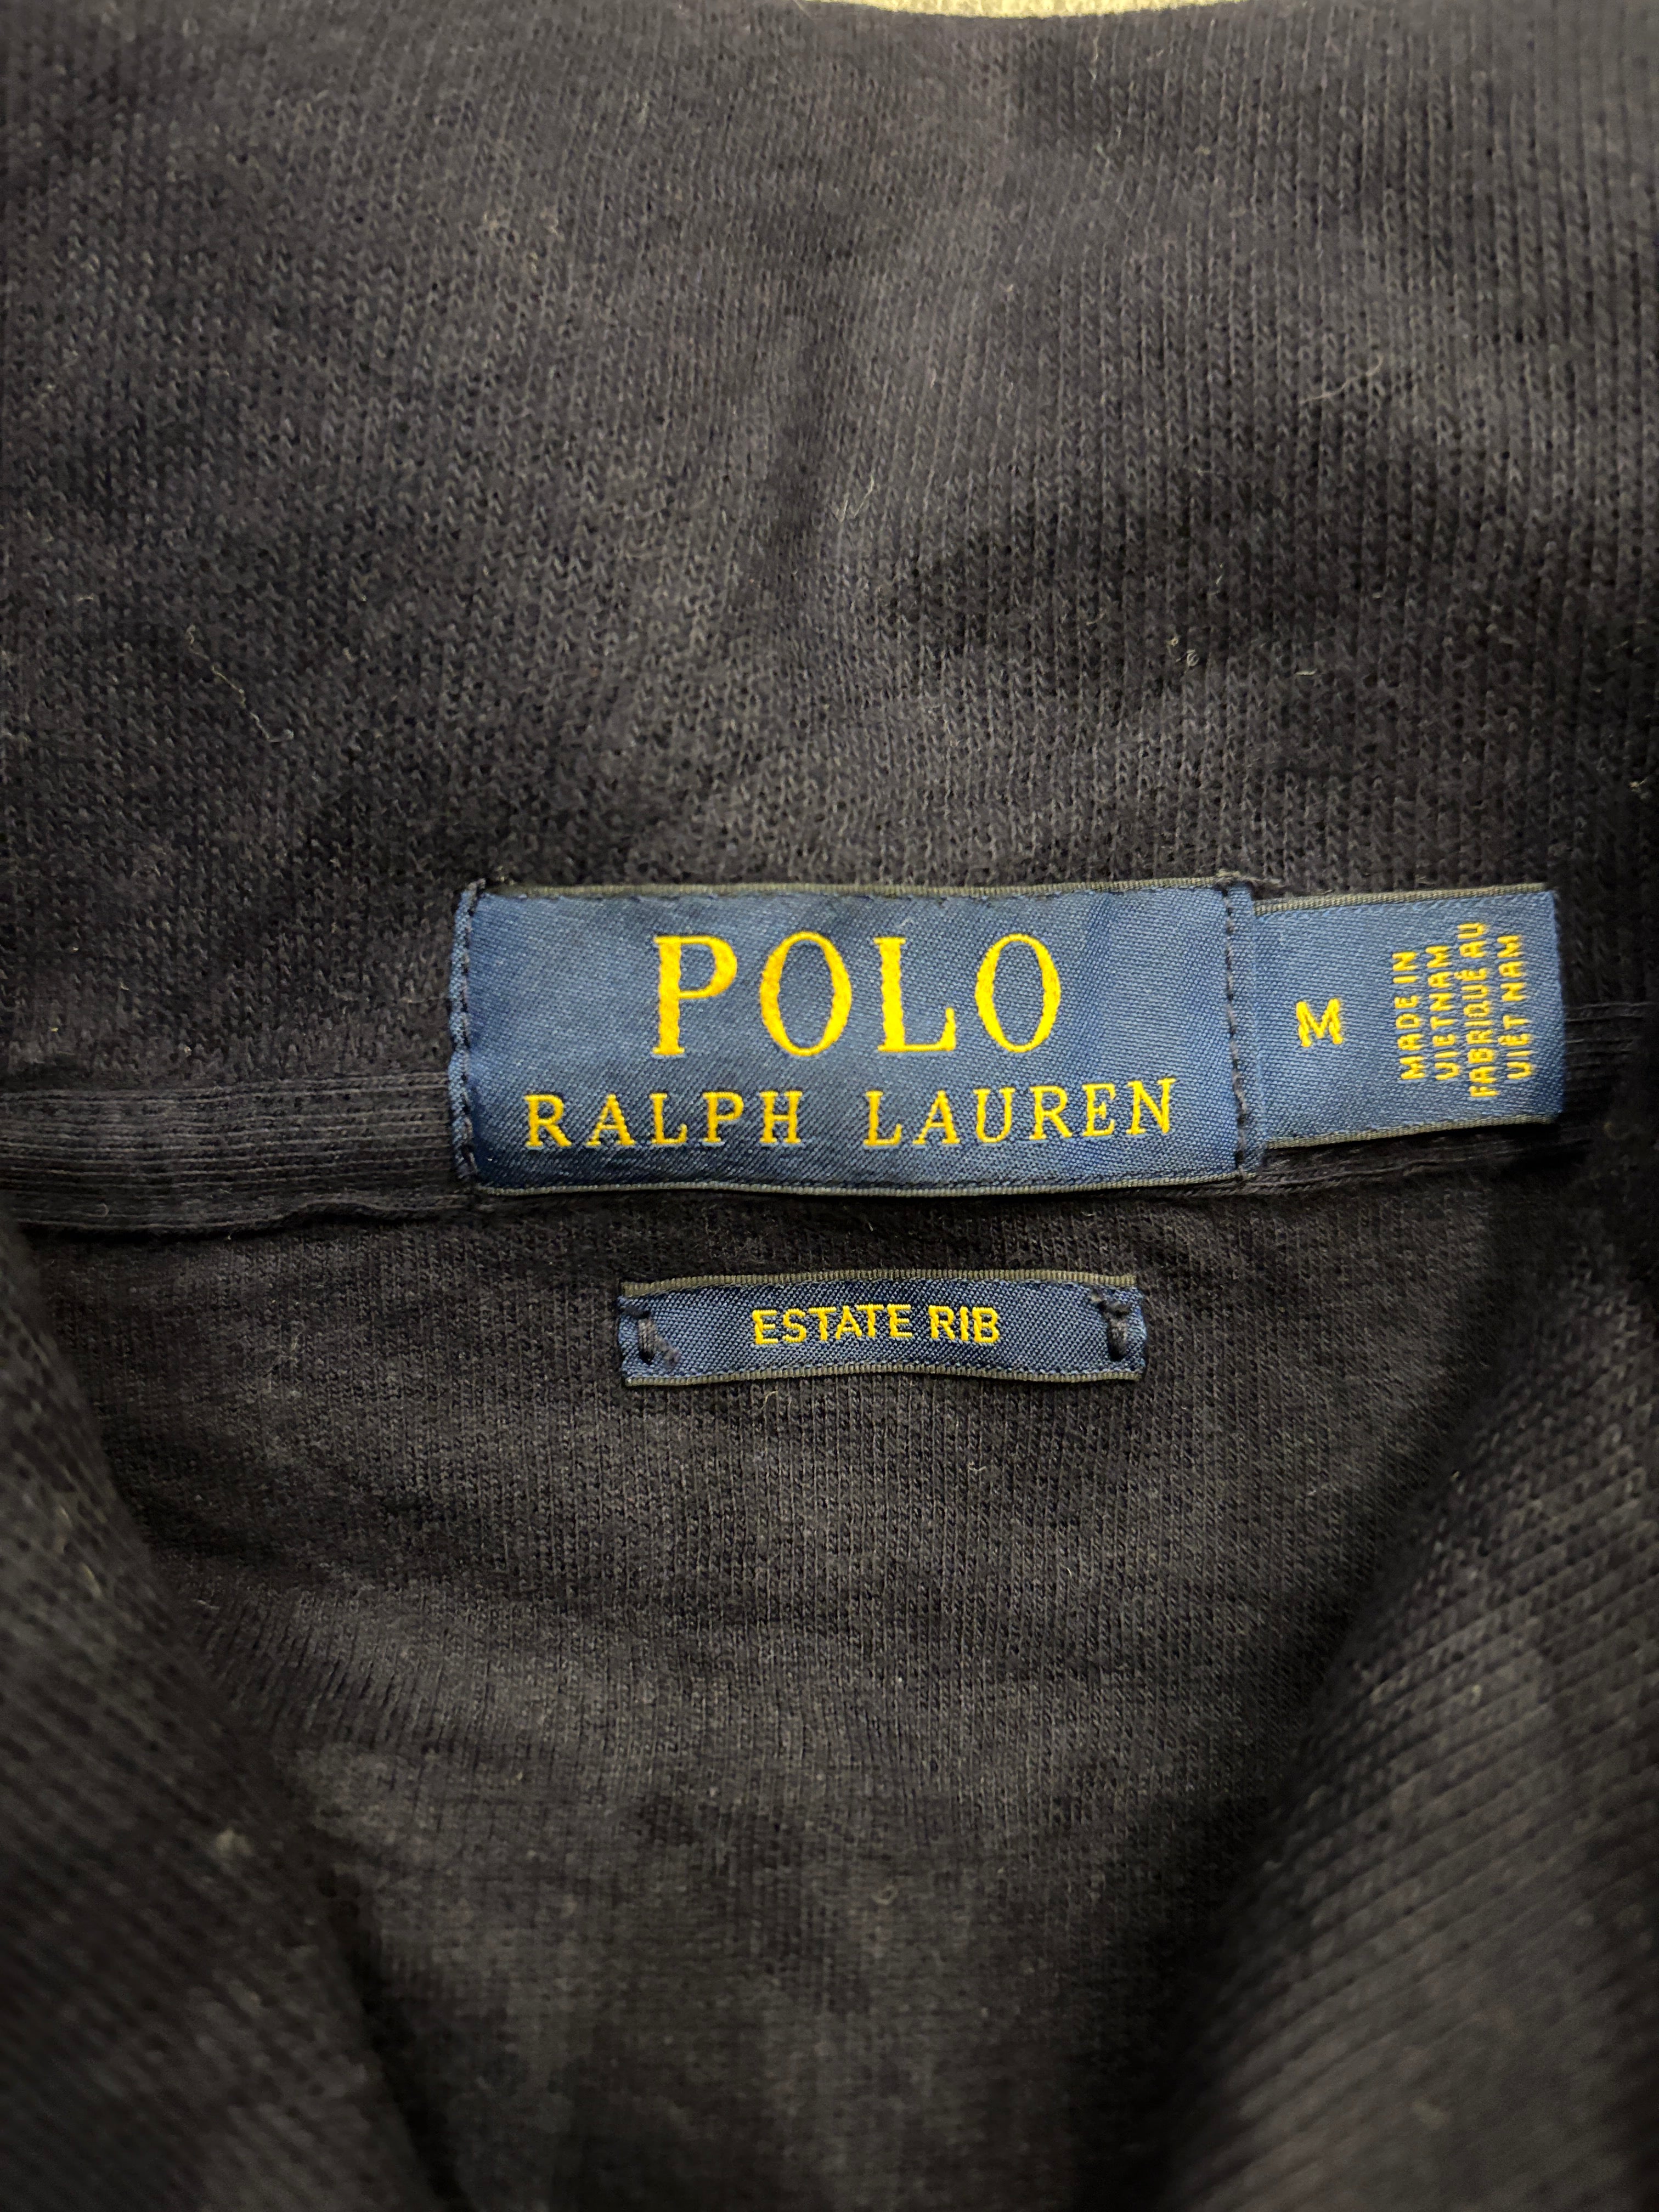 POLO
RALPH LAUREN
M
MADE IN
VIETNAM
FABRIQUÉ AU
VIÊT NAM
ESTATE RIB